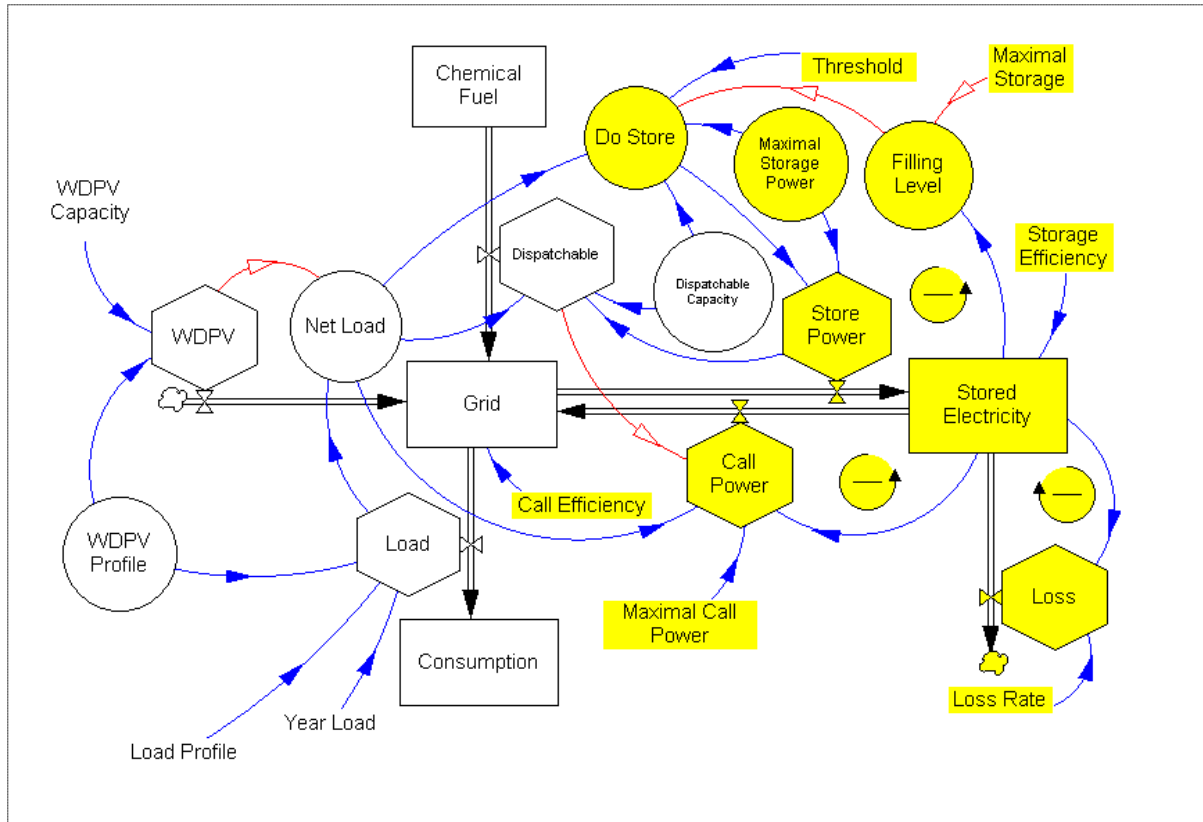 Chemical
Fuel
Threshold
Maximal
Storage
Do Store
Maximal
Storage
Power
Filling
Level
WDPV
Capacity
Dispatchable
Storage
Efficiency
Dispatchable
Capacity
WDPV
Net Load
Store
Power
Grid
Stored
Electricity
Call
Power
Call Efficiency
WDPV
Profile
Load
Loss
Maximal Call
Power
Consumption
Loss Rate
Year Load
Load Profile